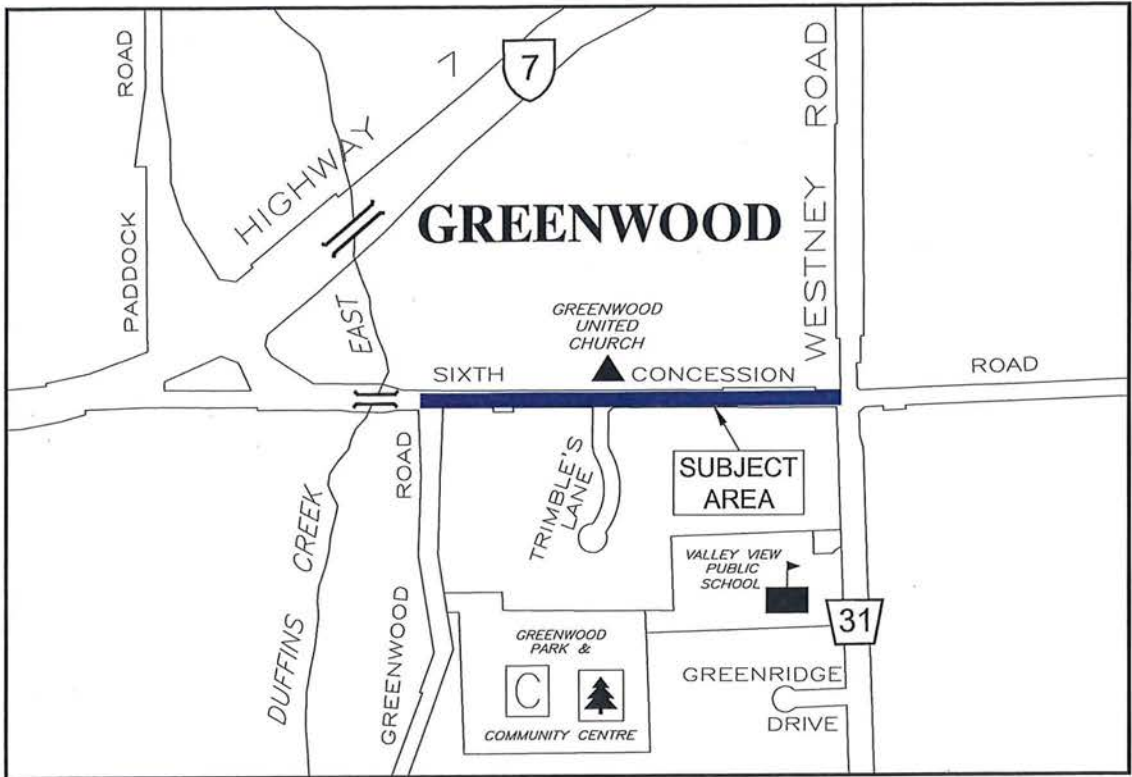 ROAD
PADDOCK
HIGHWAY
7
7
WESTNEY ROAD
GREENWOOD
EAST
GREENWOOD
UNITED
CHURCH
SIXTH
CONCESSION
ROAD
SUBJECT
AREA
TRIMBLE'S
LANE
ROAD
GREENWOOD
DUFFINS CREEK
VALLEY VIEW
PUBLIC
SCHOOL
31
GREENWOOD
PARK &
C
COMMUNITY CENTRE
GREENRIDGE
DRIVE